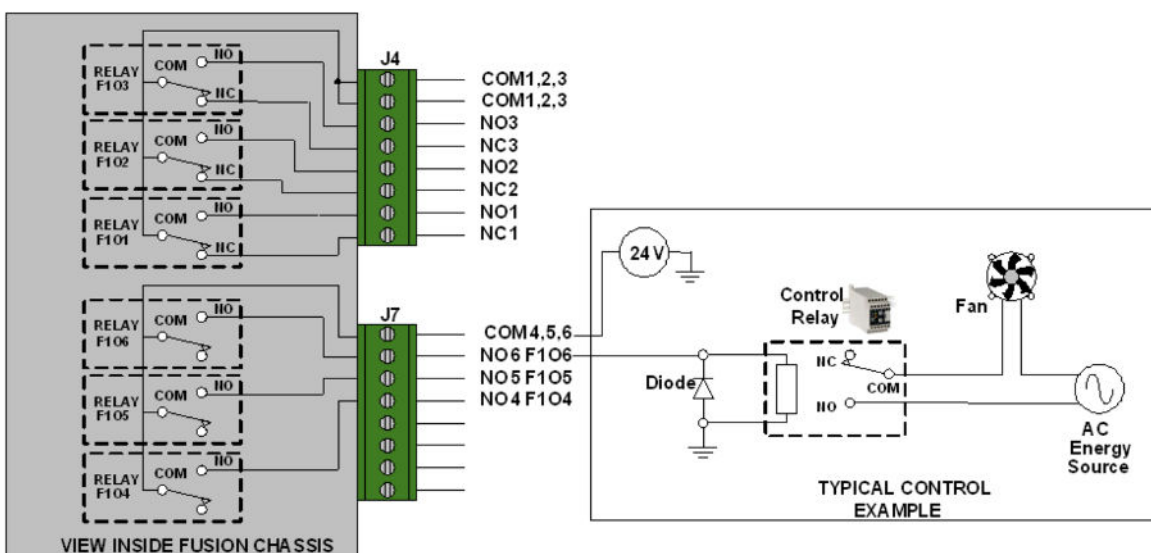 RELAY
F103
COM
NO
NC
RELAY
F102
COM
NO
NC
RELAY
F101
COM
NO
NC
RELAY
F106
COM
NO
RELAY
F105
COM
NO
RELAY
F104
COM
NO
VIEW INSIDE FUSION CHASSIS
J4
COM1,2,3
COM1,2,3
NO3
NC3
NO2
NC2
NO1
NC1
J7
COM4,5,6
NO6 F1O6
NO5 F1O5
NO4 F1O4
24 V
Diode
Control
Relay
NC
COM
NO
Fan
AC
Energy
Source
TYPICAL CONTROL
EXAMPLE